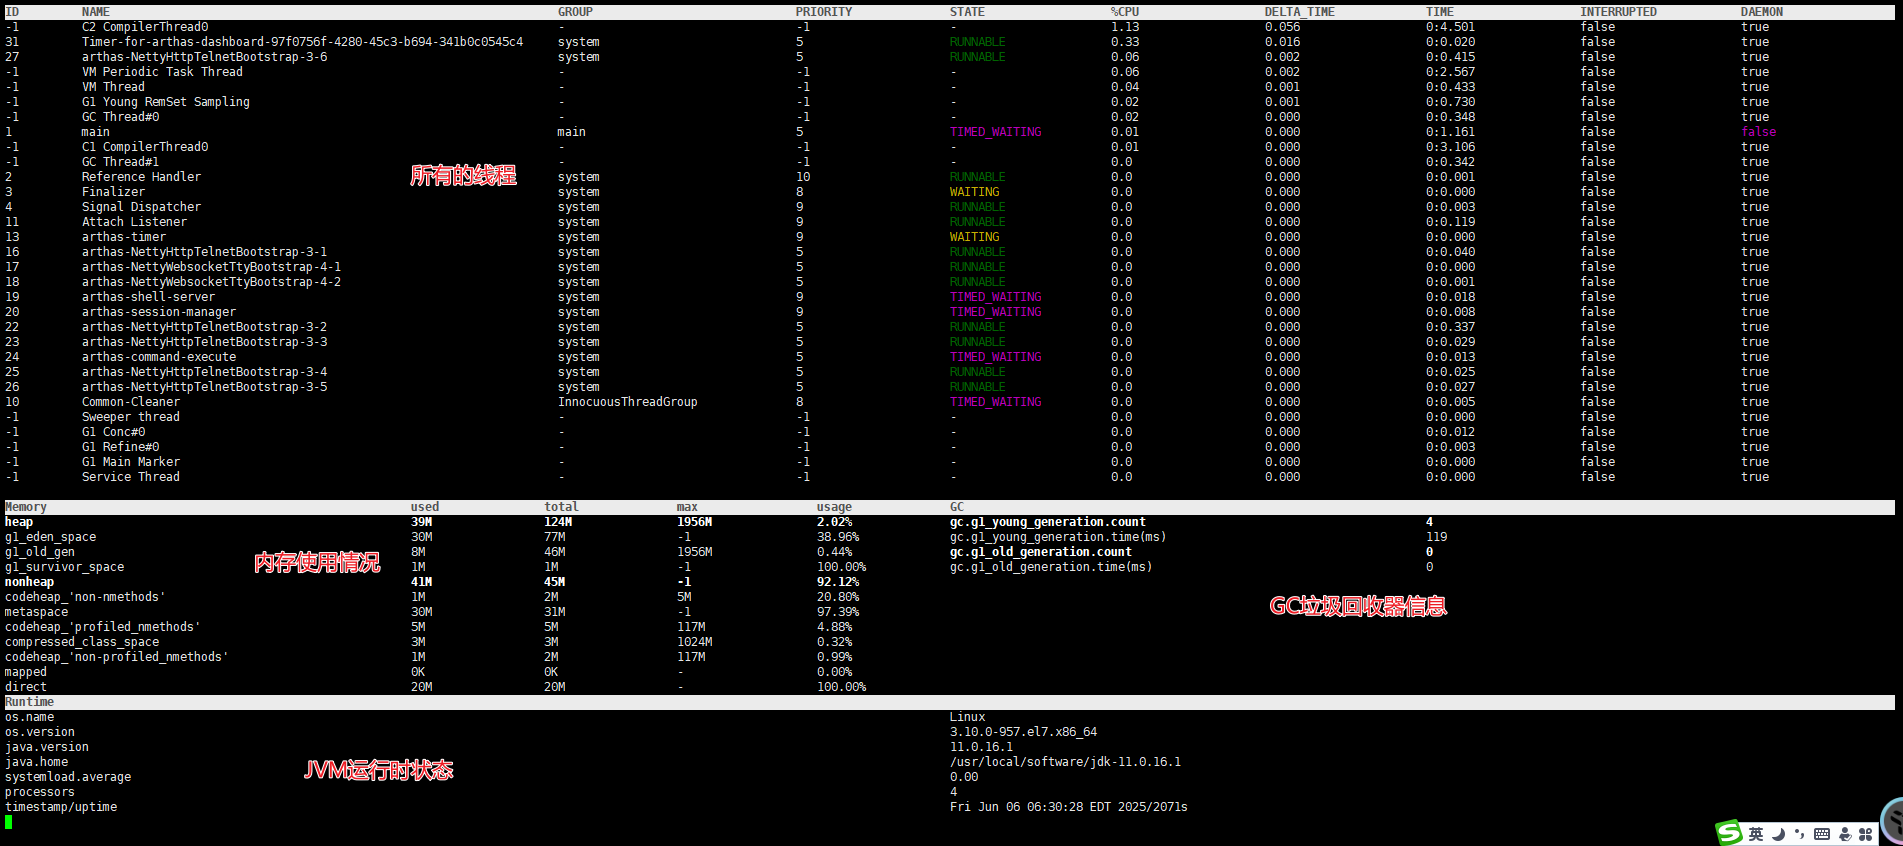 ID NAME GROUP PRIORITY STATE %CPU DELTA_TIME TIME INTERRUPTED DAEMON
-1 C2 CompilerThread0 - -1 - 1.13 0.056 0:4.501 false true
31 Timer-for-arthas-dashboard-97f0756f-4280-45c3-b694-341b0c0545c4 system 5 RUNNABLE 0.33 0.016 0:0.020 false true
27 arthas-NettyHttpTelnetBootstrap-3-6 system 5 RUNNABLE 0.06 0.002 0:0.415 false true
-1 VM Periodic Task Thread - -1 - 0.06 0.002 0:2.567 false true
-1 VM Thread - -1 - 0.04 0.001 0:0.433 false true
-1 G1 Young RemSet Sampling - -1 - 0.02 0.001 0:0.730 false true
-1 GC Thread#0 - -1 - 0.02 0.000 0:0.348 false true
1 main main 5 TIMED_WAITING 0.01 0.000 0:1.161 false false
-1 C1 CompilerThread0 - -1 - 0.01 0.000 0:3.106 false true
-1 GC Thread#1 - -1 - 0.0 0.000 0:0.342 false true
所有的线程
2 Reference Handler system 10 RUNNABLE 0.0 0.000 0:0.001 false true
3 Finalizer system 8 WAITING 0.0 0.000 0:0.000 false true
4 Signal Dispatcher system 9 RUNNABLE 0.0 0.000 0:0.003 false true
11 Attach Listener system 9 RUNNABLE 0.0 0.000 0:0.119 false true
13 arthas-timer system 9 WAITING 0.0 0.000 0:0.000 false true
16 arthas-NettyHttpTelnetBootstrap-3-1 system 5 RUNNABLE 0.0 0.000 0:0.040 false true
17 arthas-NettyWebsocketTtyBootstrap-4-1 system 5 RUNNABLE 0.0 0.000 0:0.000 false true
18 arthas-NettyWebsocketTtyBootstrap-4-2 system 5 RUNNABLE 0.0 0.000 0:0.001 false true
19 arthas-shell-server system 9 TIMED_WAITING 0.0 0.000 0:0.018 false true
20 arthas-session-manager system 9 TIMED_WAITING 0.0 0.000 0:0.008 false true
22 arthas-NettyHttpTelnetBootstrap-3-2 system 5 RUNNABLE 0.0 0.000 0:0.337 false true
23 arthas-NettyHttpTelnetBootstrap-3-3 system 5 RUNNABLE 0.0 0.000 0:0.029 false true
24 arthas-command-execute system 5 TIMED_WAITING 0.0 0.000 0:0.013 false true
25 arthas-NettyHttpTelnetBootstrap-3-4 system 5 RUNNABLE 0.0 0.000 0:0.025 false true
26 arthas-NettyHttpTelnetBootstrap-3-5 system 5 RUNNABLE 0.0 0.000 0:0.027 false true
10 Common-Cleaner InnocuousThreadGroup 8 TIMED_WAITING 0.0 0.000 0:0.005 false true
-1 Sweeper thread - -1 - 0.0 0.000 0:0.000 false true
-1 G1 Conc#0 - -1 - 0.0 0.000 0:0.012 false true
-1 G1 Refine#0 - -1 - 0.0 0.000 0:0.003 false true
-1 G1 Main Marker - -1 - 0.0 0.000 0:0.000 false true
-1 Service Thread - -1 - 0.0 0.000 0:0.000 false true
Memory used total max usage GC
heap 39M 124M 1956M 2.02% gc.g1_young_generation.count 4
g1_eden_space 30M 77M -1 38.96% gc.g1_young_generation.time(ms) 119
g1_old_gen 8M 46M 1956M 0.44% gc.g1_old_generation.count 0
内存使用情况
g1_survivor_space 1M 1M -1 100.00% gc.g1_old_generation.time(ms) 0
nonheap 41M 45M -1 92.12%
codeheap_'non-nmethods' 1M 2M 5M 20.80%
GC垃圾回收器信息
metaspace 30M 31M -1 97.39%
codeheap_'profiled_nmethods' 5M 5M 117M 4.88%
compressed_class_space 3M 3M 1024M 0.32%
codeheap_'non-profiled_nmethods' 1M 2M 117M 0.99%
mapped 0K 0K - 0.00%
direct 20M 20M - 100.00%
Runtime
os.name Linux
os.version 3.10.0-957.el7.x86_64
java.version 11.0.16.1
java.home /usr/local/software/jdk-11.0.16.1
JVM运行时状态
systemload.average 0.00
processors 4
timestamp/uptime Fri Jun 06 06:30:28 EDT 2025/2071s
英